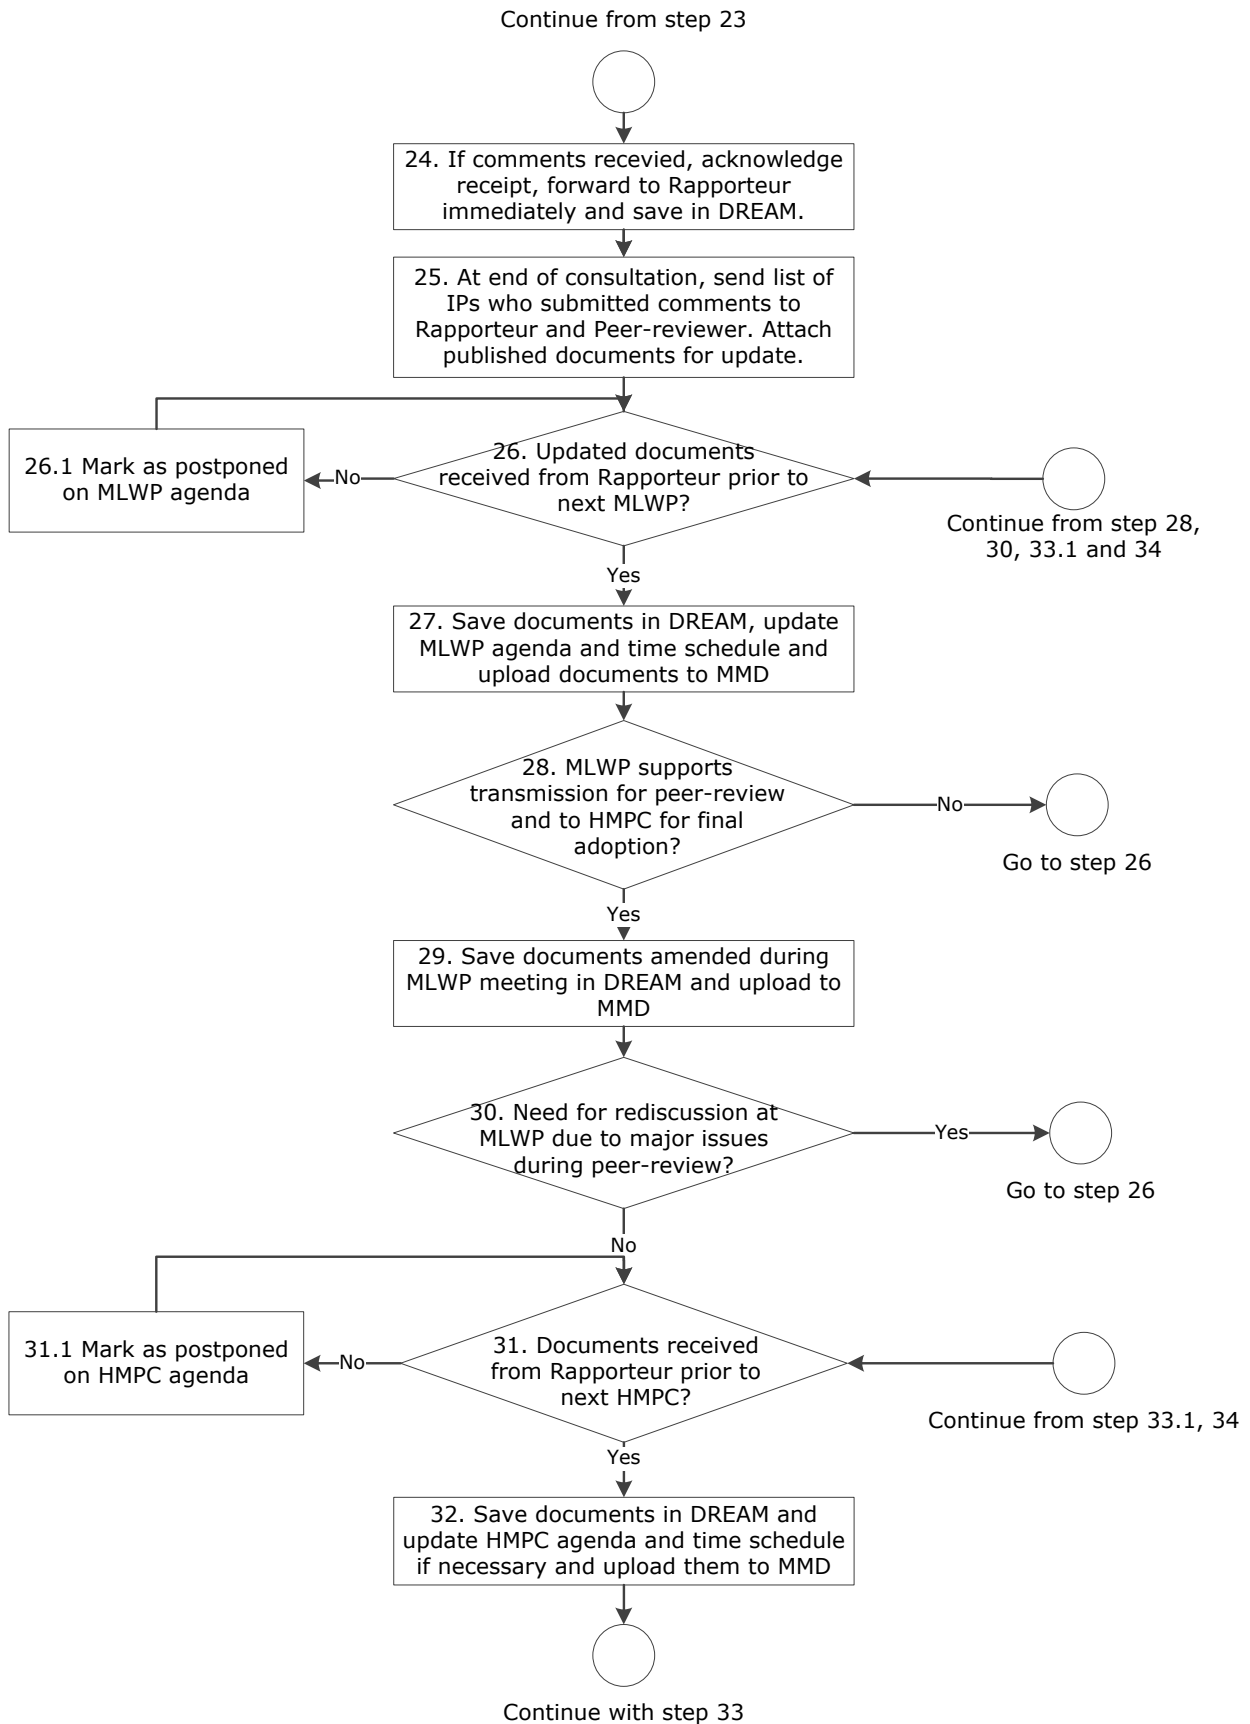 Continue from step 23
24. If comments recevied, acknowledge
receipt, forward to Rapporteur
immediately and save in DREAM.
25. At end of consultation, send list of
IPs who submitted comments to
Rapporteur and Peer-reviewer. Attach
published documents for update.
26.1 Mark as postponed
on MLWP agenda
No
26. Updated documents
received from Rapporteur prior to
next MLWP?
Continue from step 28,
30, 33.1 and 34
Yes
27. Save documents in DREAM, update
MLWP agenda and time schedule and
upload documents to MMD
28. MLWP supports
transmission for peer-review
and to HMPC for final
adoption?
No
Go to step 26
Yes
29. Save documents amended during
MLWP meeting in DREAM and upload to
MMD
30. Need for rediscussion at
MLWP due to major issues
during peer-review?
Yes
Go to step 26
No
31.1 Mark as postponed
on HMPC agenda
No
31. Documents received
from Rapporteur prior to
next HMPC?
Continue from step 33.1, 34
Yes
32. Save documents in DREAM and
update HMPC agenda and time schedule
if necessary and upload them to MMD
Continue with step 33